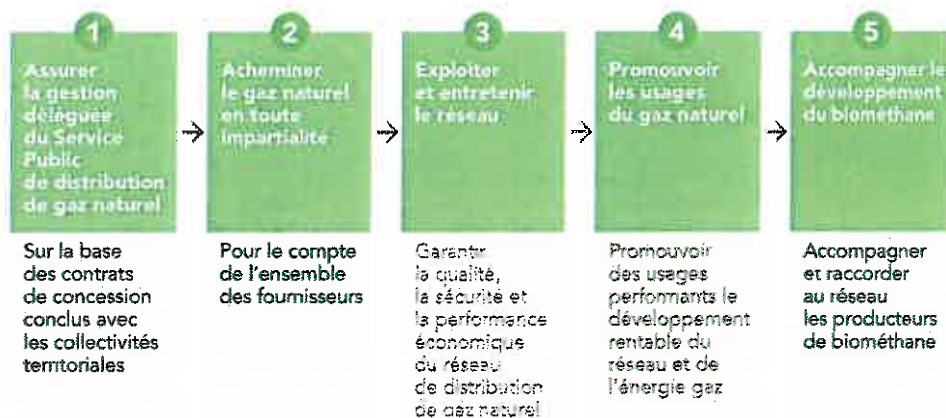 1
Assurer
la gestion
déléguée
du Service
Public
de distribution
de gaz naturel
Sur la base
des contrats
de concession
conclus avec
les collectivités
territoriales
2
Acheminer
le gaz naturel
en toute
impartialité
Pour le compte
de l'ensemble
des fournisseurs
3
Exploiter
et entretenir
le réseau
Garantir
la qualité,
la sécurité et
la performance
économique
du réseau
de distribution
de gaz naturel
4
Promouvoir
les usages
du gaz naturel
Promouvoir
des usages
performants le
développement
rentable du
réseau et de
l'énergie gaz
5
Accompagner le
développement
du biométhane
Accompagner
et raccorder
au réseau
les producteurs
de biométhane